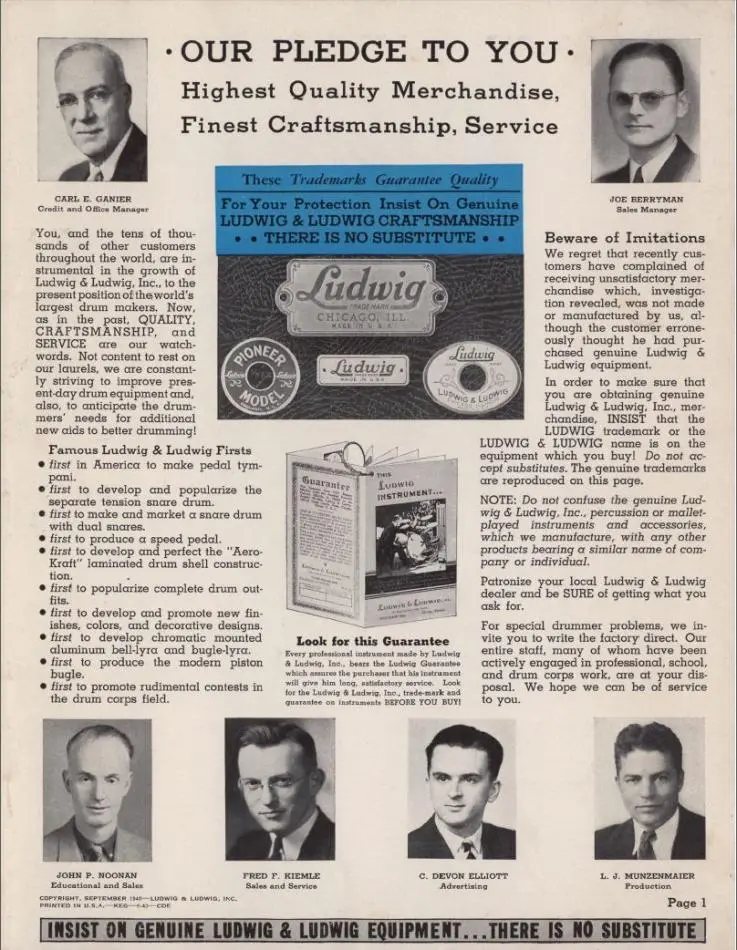 · OUR PLEDGE TO YOU ·
Highest Quality Merchandise,
Finest Craftsmanship, Service
CARL E. GANIER
Credit and Office Manager
JOE BERRYMAN
Sales Manager
These Trademarks Guarantee Quality
For Your Protection Insist On Genuine
LUDWIG & LUDWIG CRAFTSMANSHIP
• • THERE IS NO SUBSTITUTE • •
Ludwig
TRADE MARK
CHICAGO, ILL.
MADE IN U.S.A.
PIONEER
Ludwig
Ludwig
MODEL
Ludwig
MADE IN U.S.A.
Ludwig
LUDWIG & LUDWIG
You, and the tens of thou-
sands of other customers
throughout the world, are in-
strumental in the growth of
Ludwig & Ludwig, Inc., to the
present position of the world's
largest drum makers. Now,
as in the past, QUALITY,
CRAFTSMANSHIP, and
SERVICE are our watch-
words. Not content to rest on
our laurels, we are constant-
ly striving to improve pres-
ent-day drum equipment and,
also, to anticipate the drum-
mers' needs for additional
new aids to better drumming!
Famous Ludwig & Ludwig Firsts
• first in America to make pedal tym-
pani.
• first to develop and popularize the
separate tension snare drum.
• first to make and market a snare drum
with dual snares.
• first to produce a speed pedal.
• first to develop and perfect the "Aero-
Kraft" laminated drum shell construc-
tion.
• first to popularize complete drum out-
fits.
• first to develop and promote new fin-
ishes, colors, and decorative designs.
• first to develop chromatic mounted
aluminum bell-lyra and bugle-lyra.
• first to produce the modern piston
bugle.
• first to promote rudimental contests in
the drum corps field.
Guarantee
THIS
LUDWIG
INSTRUMENT...
LUDWIG & LUDWIG, INC.
Look for this Guarantee
Every professional instrument made by Ludwig
& Ludwig, Inc., bears the Ludwig Guarantee
which assures the purchaser that his instrument
will give him long, satisfactory service. Look
for the Ludwig & Ludwig, Inc., trade-mark and
guarantee on instruments BEFORE YOU BUY!
Beware of Imitations
We regret that recently cus-
tomers have complained of
receiving unsatisfactory mer-
chandise which, investiga-
tion revealed, was not made
or manufactured by us, al-
though the customer errone-
ously thought he had pur-
chased genuine Ludwig &
Ludwig equipment.
In order to make sure that
you are obtaining genuine
Ludwig & Ludwig, Inc., mer-
chandise, INSIST that the
LUDWIG trademark or the
LUDWIG & LUDWIG name is on the
equipment which you buy! Do not ac-
cept substitutes. The genuine trademarks
are reproduced on this page.
NOTE: Do not confuse the genuine Lud-
wig & Ludwig, Inc., percussion or mallet-
played instruments and accessories,
which we manufacture, with any other
products bearing a similar name of com-
pany or individual.
Patronize your local Ludwig & Ludwig
dealer and be SURE of getting what you
ask for.
For special drummer problems, we in-
vite you to write the factory direct. Our
entire staff, many of whom have been
actively engaged in professional, school,
and drum corps work, are at your dis-
posal. We hope we can be of service
to you.
JOHN P. NOONAN
Educational and Sales
FRED F. KIEMLE
Sales and Service
C. DEVON ELLIOTT
Advertising
L. J. MUNZENMAIER
Production
COPYRIGHT, SEPTEMBER 1940—LUDWIG & LUDWIG, INC.
PRINTED IN U.S.A.
Page 1
INSIST ON GENUINE LUDWIG & LUDWIG EQUIPMENT...THERE IS NO SUBSTITUTE